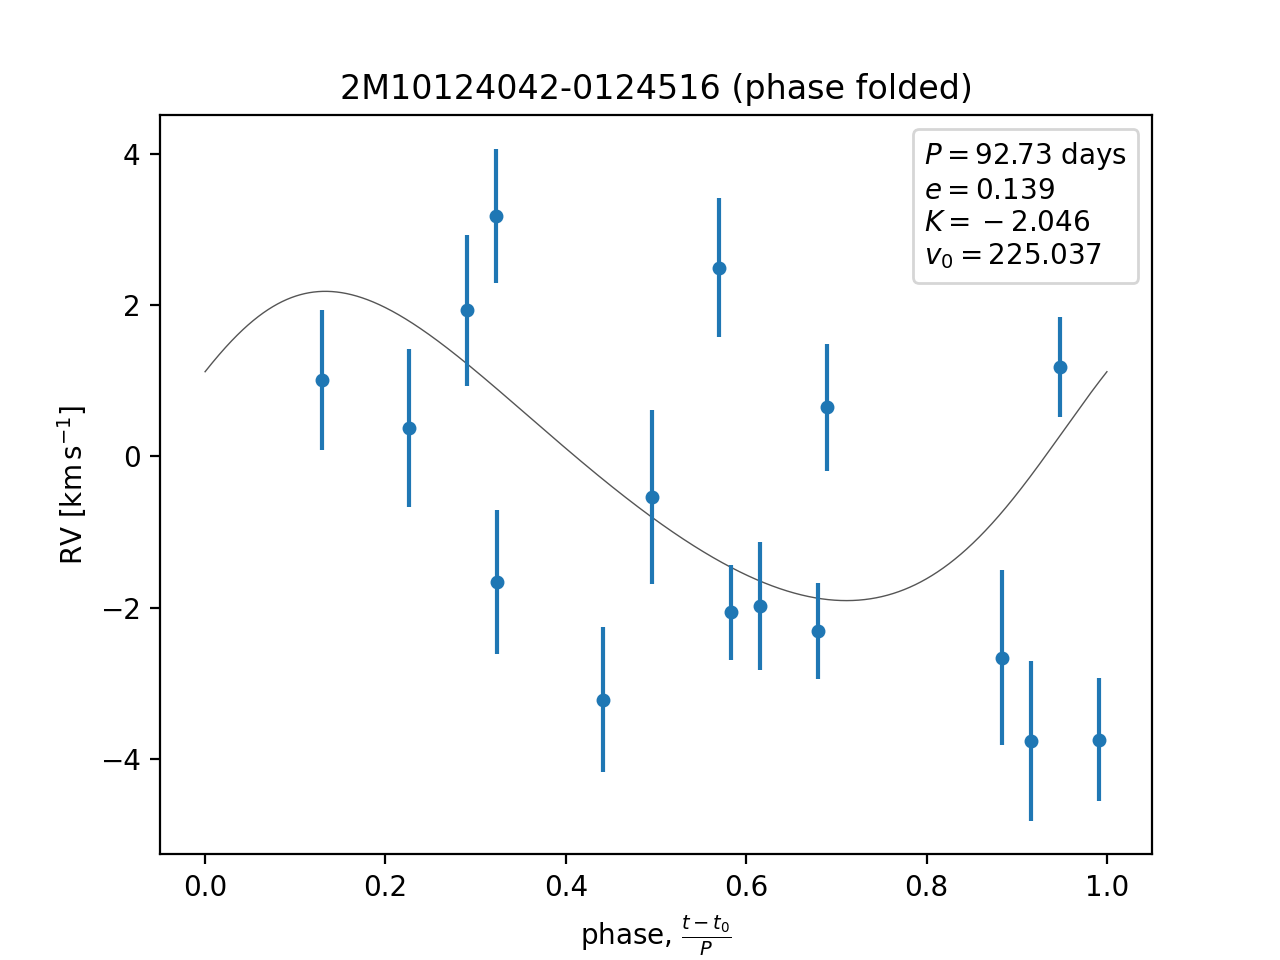 2M10124042-0124516 (phase folded)
P = 92.73 days
e = 0.139
K = −2.046
v₀ = 225.037
4
2
0
−2
−4
RV [km s⁻¹]
0.0 0.2 0.4 0.6 0.8 1.0
phase, (t − t₀)/P